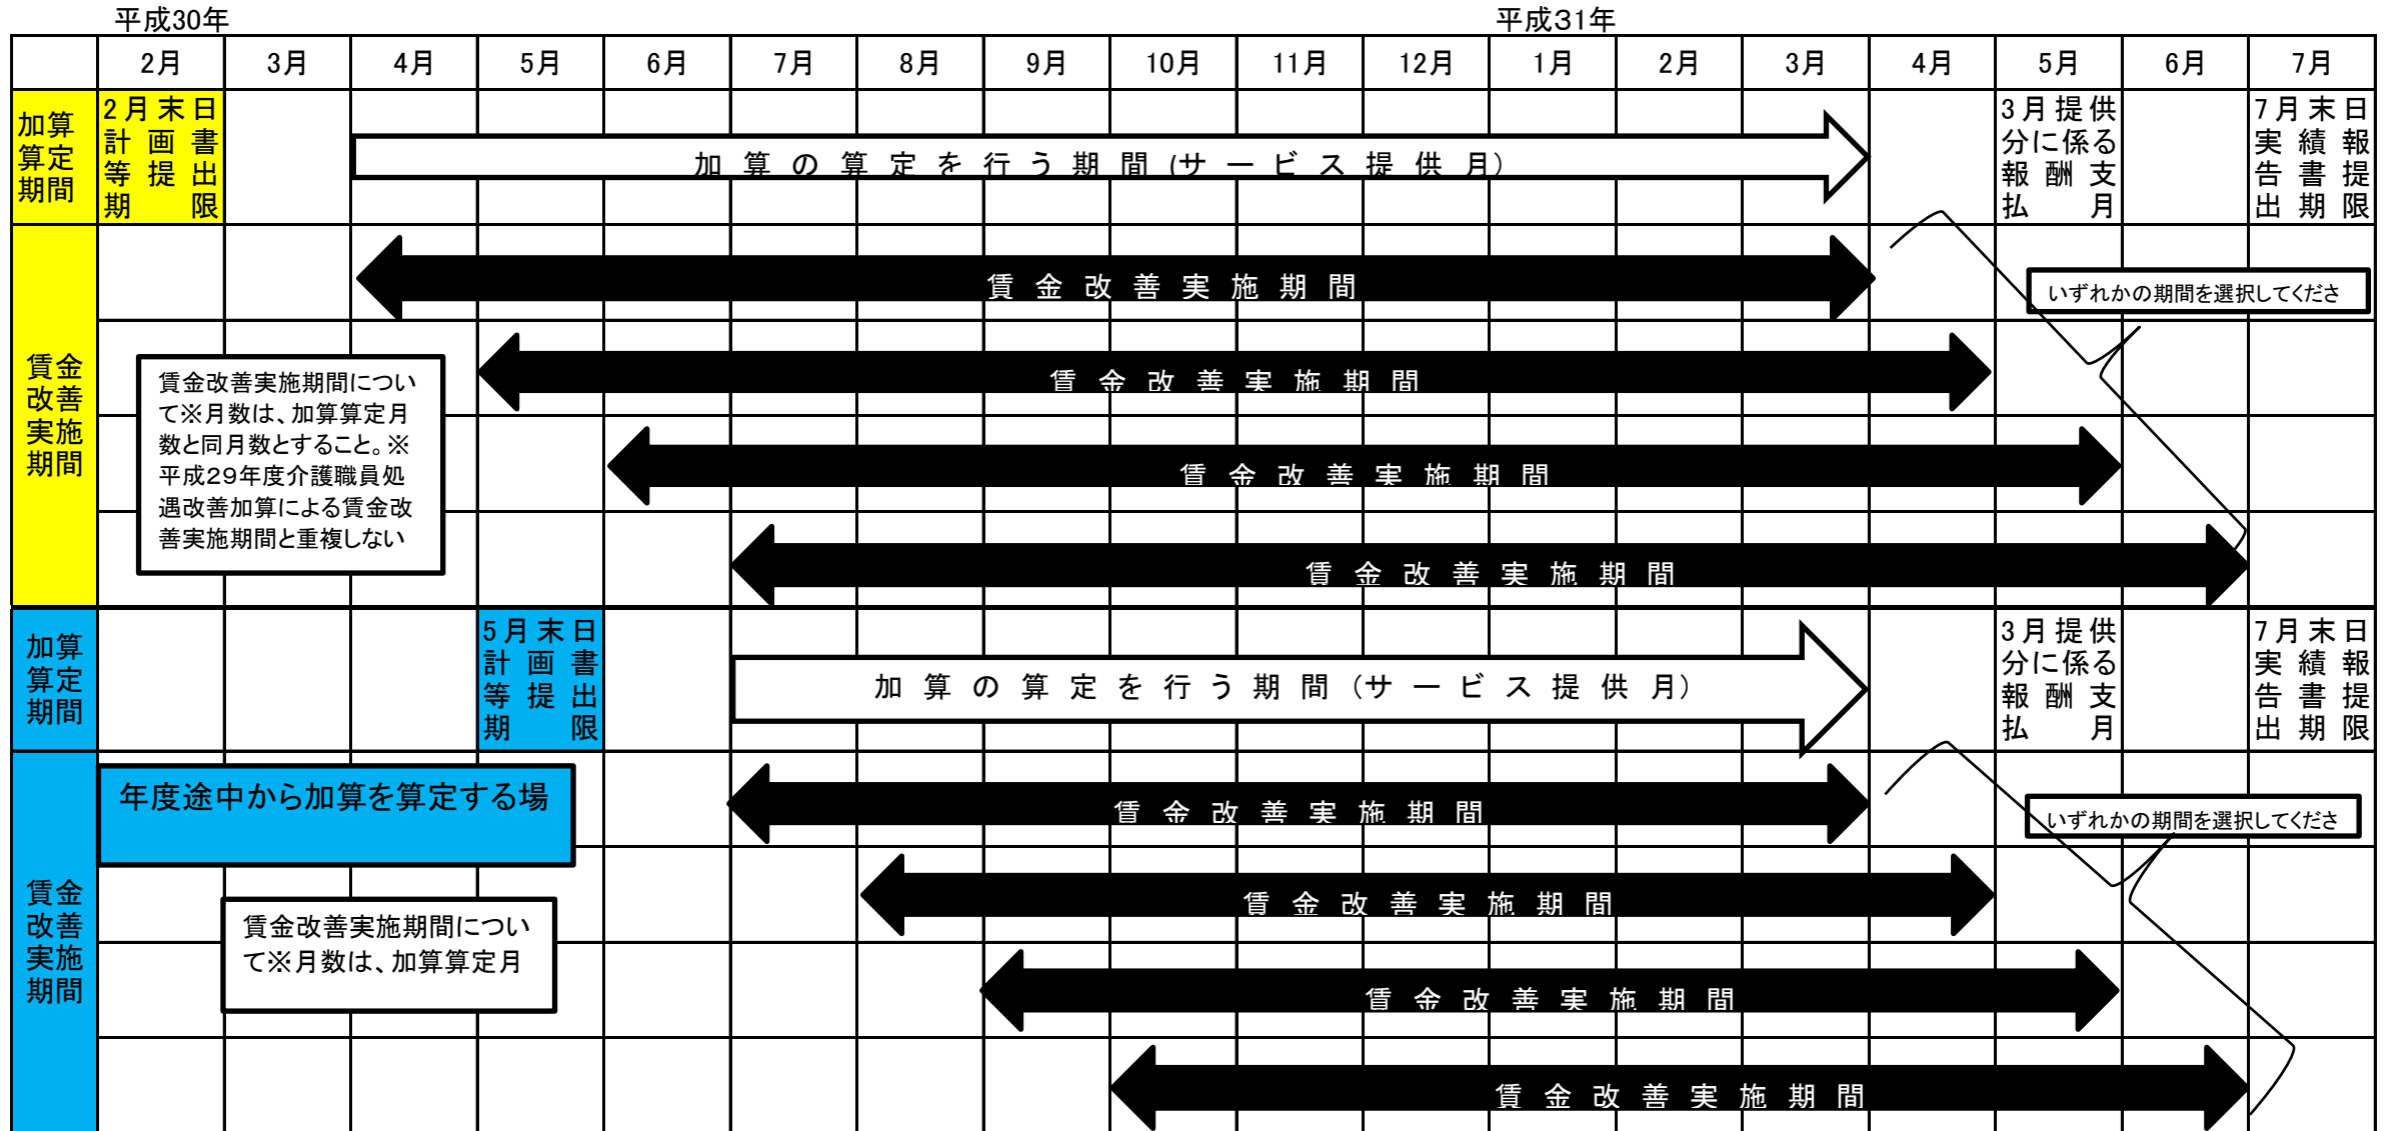 平成30年
平成31年
2月 3月 4月 5月 6月 7月 8月 9月 10月 11月 12月 1月 2月 3月 4月 5月 6月 7月
加算
算定
期間
2月末日
計画書
等提出
期限
加算の算定を行う期間(サービス提供月)
3月提供
分に係る
報酬支
払月
7月末日
実績報
告書提
出期限
賃金
改善
実施
期間
賃金改善実施期間
いずれかの期間を選択してくださ
賃金改善実施期間
賃金改善実施期間につい
て※月数は、加算算定月
数と同月数とすること。※
平成29年度介護職員処
遇改善加算による賃金改
善実施期間と重複しない
賃金改善実施期間
賃金改善実施期間
加算
算定
期間
5月末日
計画書
等提出
期限
加算の算定を行う期間(サービス提供月)
3月提供
分に係る
報酬支
払月
7月末日
実績報
告書提
出期限
賃金
改善
実施
期間
年度途中から加算を算定する場
賃金改善実施期間
いずれかの期間を選択してくださ
賃金改善実施期間
賃金改善実施期間につい
て※月数は、加算算定月
賃金改善実施期間
賃金改善実施期間